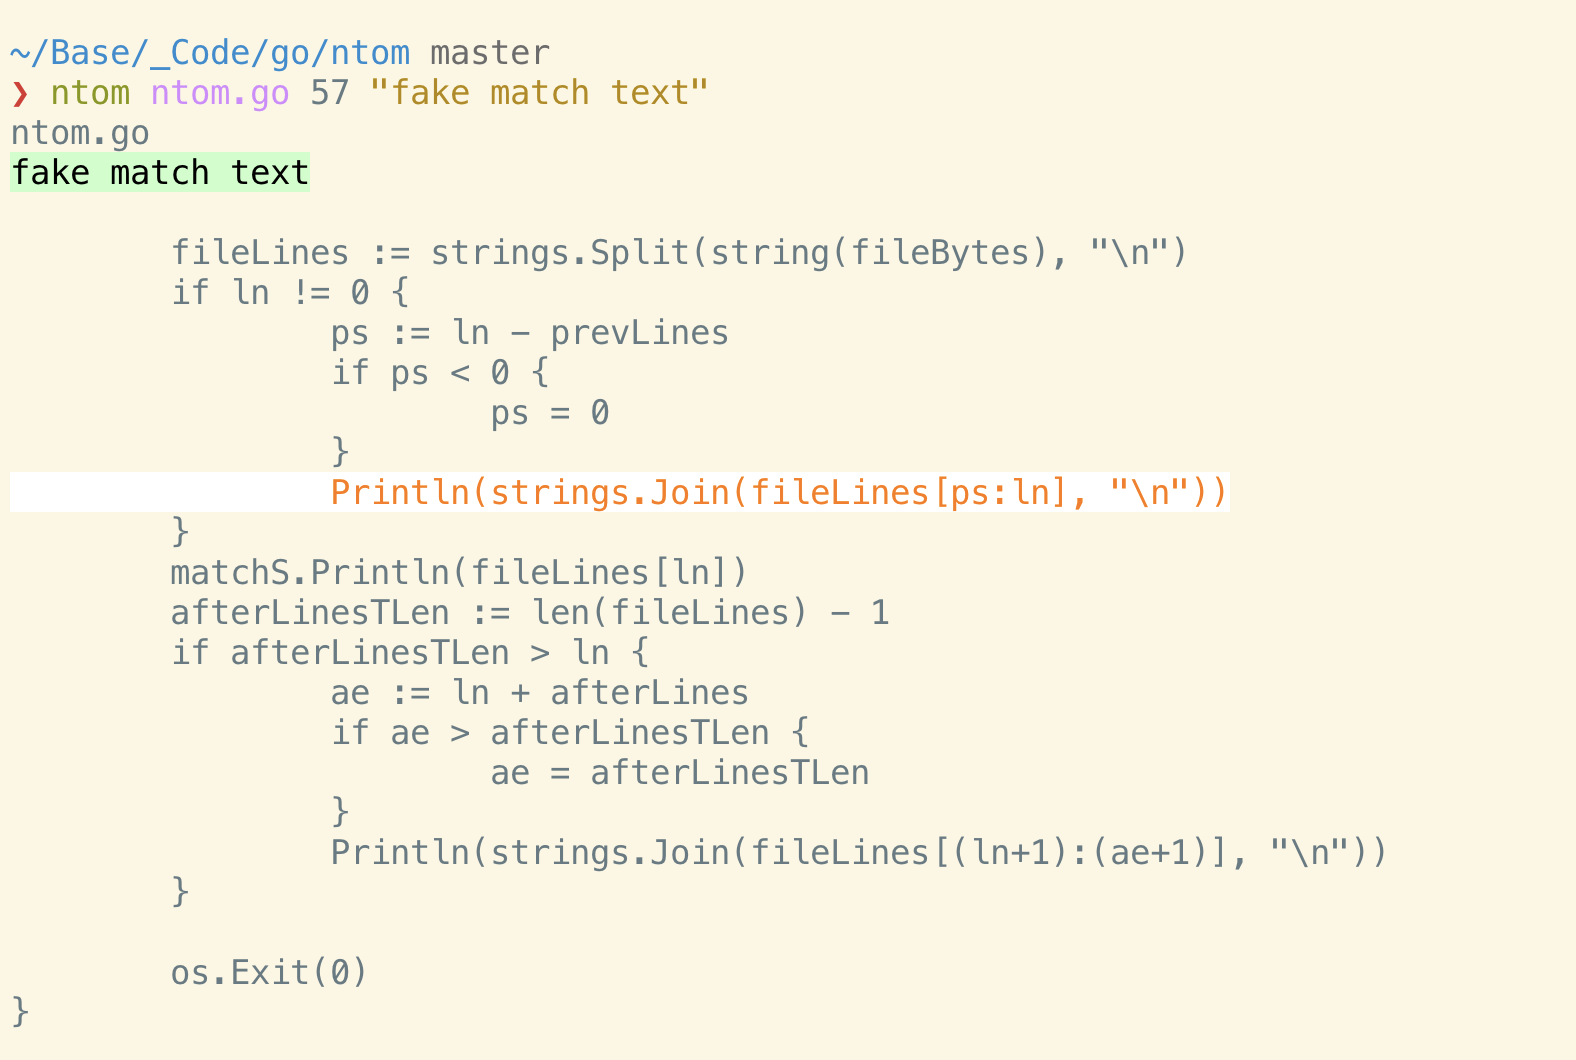 ~/Base/_Code/go/ntom master
❯ ntom ntom.go 57 "fake match text"
ntom.go
fake match text

        fileLines := strings.Split(string(fileBytes), "\n")
        if ln != 0 {
                ps := ln - prevLines
                if ps < 0 {
                        ps = 0
                }
                Println(strings.Join(fileLines[ps:ln], "\n"))
        }
        matchS.Println(fileLines[ln])
        afterLinesTLen := len(fileLines) - 1
        if afterLinesTLen > ln {
                ae := ln + afterLines
                if ae > afterLinesTLen {
                        ae = afterLinesTLen
                }
                Println(strings.Join(fileLines[(ln+1):(ae+1)], "\n"))
        }

        os.Exit(0)
}